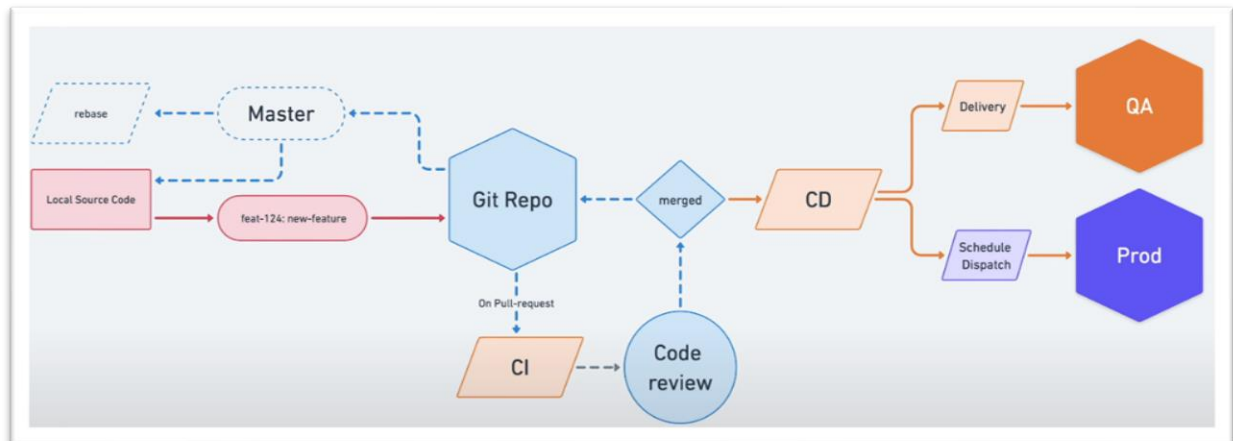 rebase
Master
Local Source Code
feat-124: new-feature
Git Repo
On Pull-request
CI
Code
review
merged
CD
Delivery
QA
Schedule
Dispatch
Prod